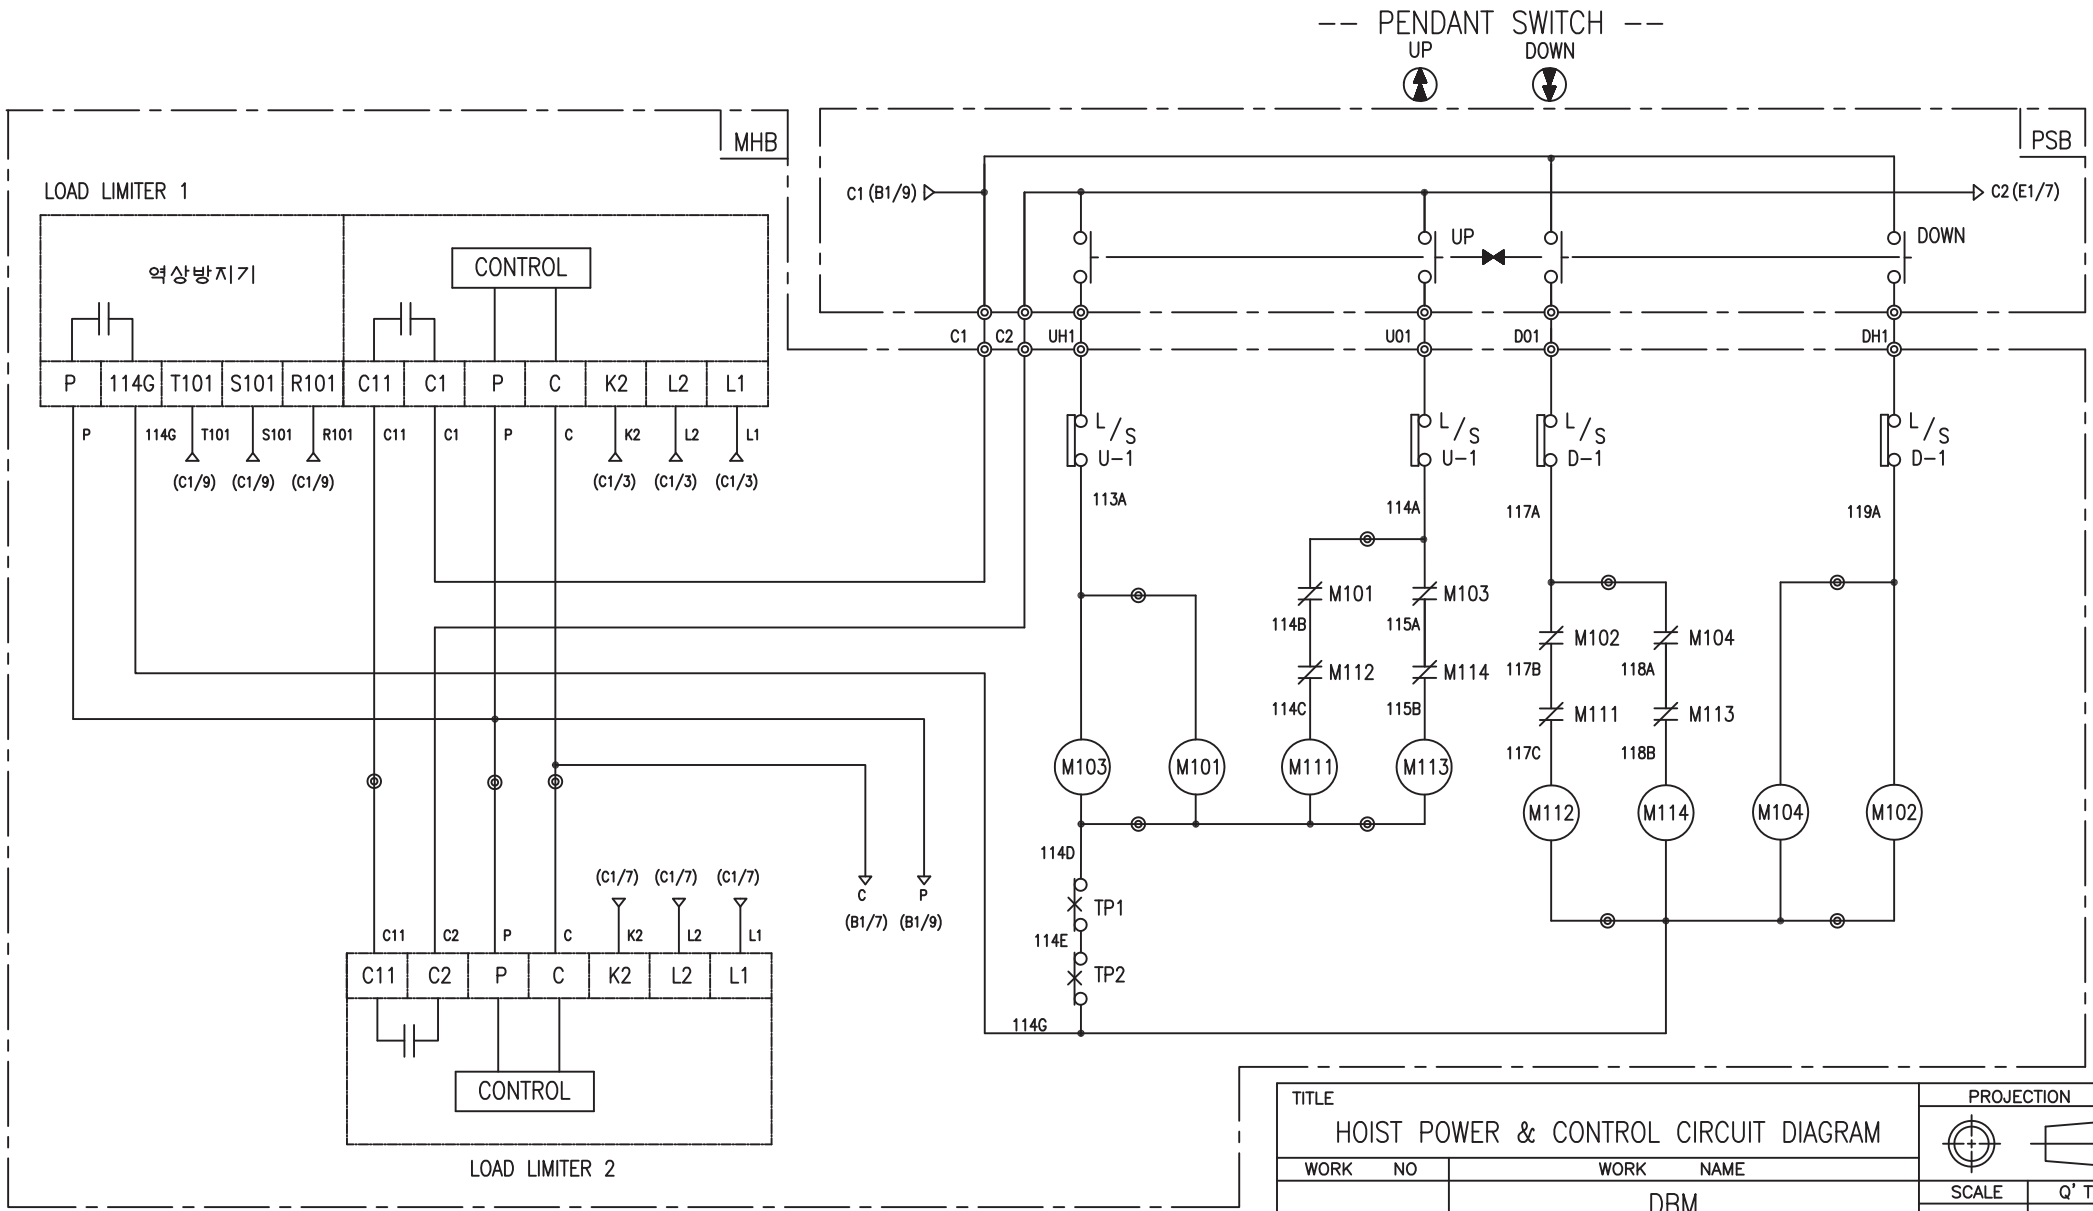 -- PENDANT SWITCH --
UP DOWN
MHB
PSB
LOAD LIMITER 1
C1 (B1/9)
C2 (E1/7)
UP
DOWN
역상방지기
CONTROL
C1 C2 UH1 U01 D01 DH1
P 114G T101 S101 R101 C11 C1 P C K2 L2 L1
P 114G T101 S101 R101 C11 C1 P C K2 L2 L1
(C1/9) (C1/9) (C1/9) (C1/3) (C1/3) (C1/3)
L/S L/S L/S L/S
U-1 U-1 D-1 D-1
113A 114A 117A 119A
M101 M103
114B 115A
M102 M104
117B 118A
M112 M114
114C 115B
M111 M113
117C 118B
M103 M101 M111 M113
M112 M114 M104 M102
114D
TP1
114E
TP2
114G
C P
(B1/7) (B1/9)
(C1/7) (C1/7) (C1/7)
C11 C2 P C K2 L2 L1
C11 C2 P C K2 L2 L1
CONTROL
LOAD LIMITER 2
TITLE
HOIST POWER & CONTROL CIRCUIT DIAGRAM
PROJECTION
WORK NO WORK NAME
DBM
SCALE Q'T